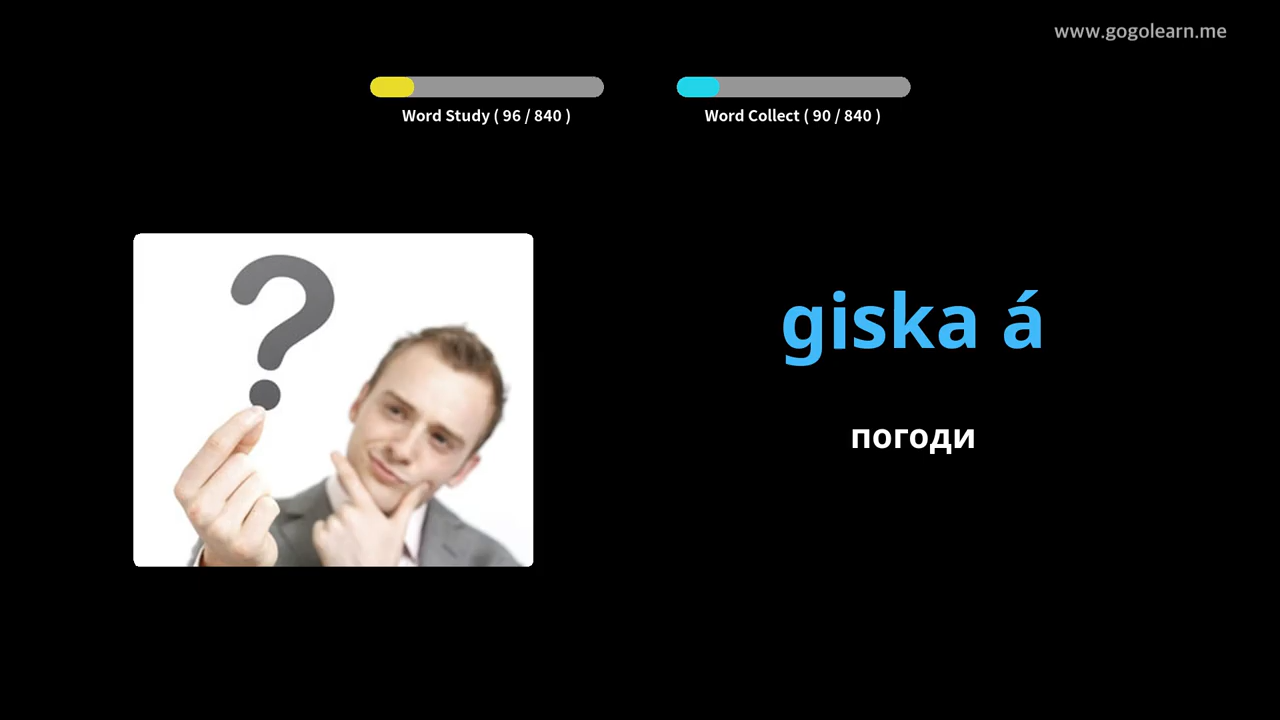 www.gogolearn.me
Word Study ( 96 / 840 )
Word Collect ( 90 / 840 )
giska á
погоди